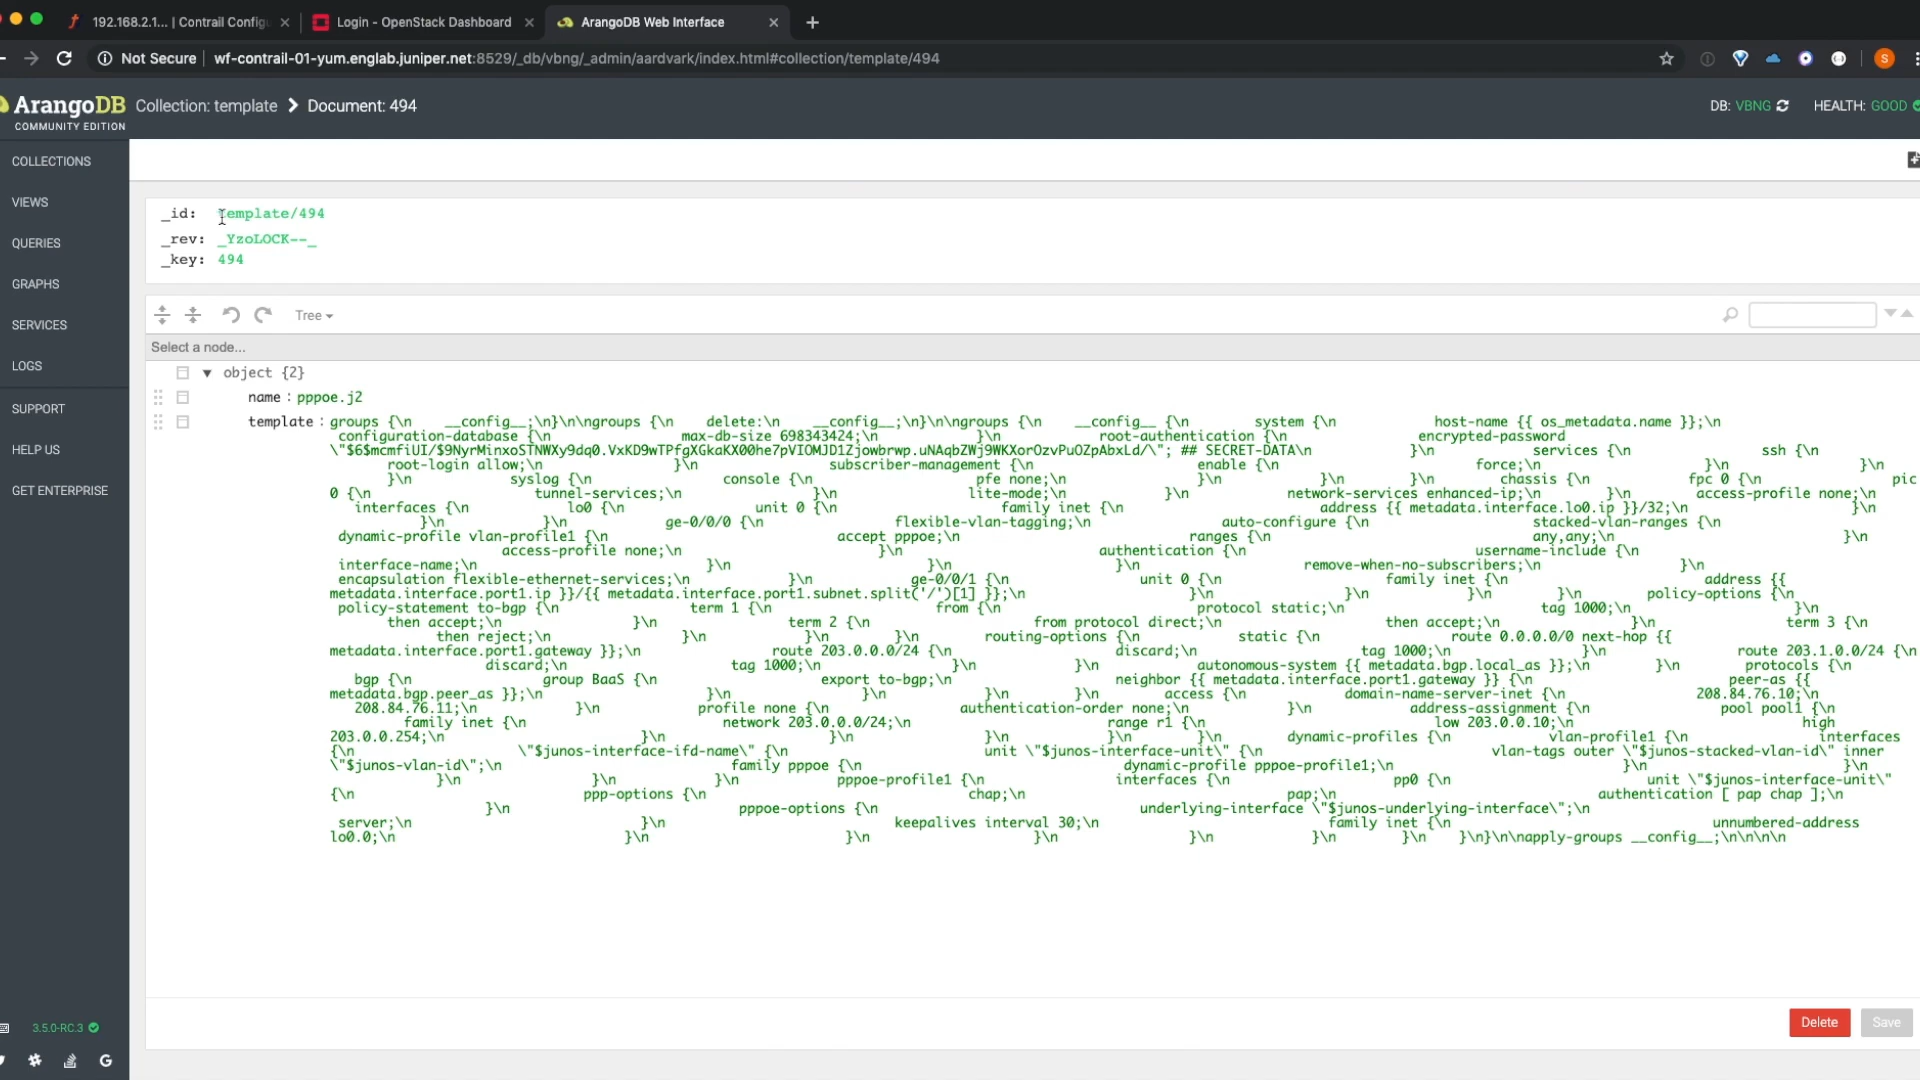 192.168.2.1... | Contrail Config
Login - OpenStack Dashboard
ArangoDB Web Interface
Not Secure
wf-contrail-01-yum.englab.juniper.net:8529/_db/vbng/_admin/aardvark/index.html#collection/template/494
S
ArangoDB
COMMUNITY EDITION
Collection: template
Document: 494
DB: VBNG
HEALTH: GOOD
COLLECTIONS
VIEWS
QUERIES
GRAPHS
SERVICES
LOGS
SUPPORT
HELP US
GET ENTERPRISE
3.5.0-RC.3
_id: template/494
_rev: _YzoLOCK--_
_key: 494
Tree
Select a node...
object {2}
name : pppoe.j2
template : groups {\n __config__;\n}\n\ngroups {\n delete:\n __config__;\n}\n\ngroups {\n __config__ {\n system {\n host-name {{ os_metadata.name }};\n
configuration-database {\n max-db-size 698343424;\n }\n root-authentication {\n encrypted-password
\"$6$mcmfiUI/$9NyrMinxoSTNWXy9dq0.VxKD9wTPfgXGkaKX00he7pVIOMJD1Zjowbrwp.uNAqbZWj9WKXorOzvPuOZpAbxLd/\"; ## SECRET-DATA\n }\n services {\n ssh {\n
root-login allow;\n }\n subscriber-management {\n enable {\n force;\n }\n }\n
}\n syslog {\n console {\n pfe none;\n }\n }\n }\n chassis {\n fpc 0 {\n pic
0 {\n tunnel-services;\n }\n lite-mode;\n }\n network-services enhanced-ip;\n }\n access-profile none;\n
interfaces {\n lo0 {\n unit 0 {\n family inet {\n address {{ metadata.interface.lo0.ip }}/32;\n }\n
}\n }\n ge-0/0/0 {\n flexible-vlan-tagging;\n auto-configure {\n stacked-vlan-ranges {\n
dynamic-profile vlan-profile1 {\n accept pppoe;\n ranges {\n any,any;\n }\n
access-profile none;\n }\n authentication {\n username-include {\n
interface-name;\n }\n }\n }\n remove-when-no-subscribers;\n }\n
encapsulation flexible-ethernet-services;\n }\n ge-0/0/1 {\n unit 0 {\n family inet {\n address {{
metadata.interface.port1.ip }}/{{ metadata.interface.port1.subnet.split('/')[1] }};\n }\n }\n }\n }\n policy-options {\n
policy-statement to-bgp {\n term 1 {\n from {\n protocol static;\n tag 1000;\n }\n
then accept;\n }\n term 2 {\n from protocol direct;\n then accept;\n }\n term 3 {\n
then reject;\n }\n }\n }\n routing-options {\n static {\n route 0.0.0.0/0 next-hop {{
metadata.interface.port1.gateway }};\n route 203.0.0.0/24 {\n discard;\n tag 1000;\n }\n route 203.1.0.0/24 {\n
discard;\n tag 1000;\n }\n }\n autonomous-system {{ metadata.bgp.local_as }};\n }\n protocols {\n
bgp {\n group BaaS {\n export to-bgp;\n neighbor {{ metadata.interface.port1.gateway }} {\n peer-as {{
metadata.bgp.peer_as }};\n }\n }\n }\n }\n access {\n domain-name-server-inet {\n 208.84.76.10;\n
208.84.76.11;\n }\n profile none {\n authentication-order none;\n }\n address-assignment {\n pool pool1 {\n
family inet {\n network 203.0.0.0/24;\n range r1 {\n low 203.0.0.10;\n high
203.0.0.254;\n }\n }\n }\n }\n }\n dynamic-profiles {\n vlan-profile1 {\n interfaces
{\n \"$junos-interface-ifd-name\" {\n unit \"$junos-interface-unit\" {\n vlan-tags outer \"$junos-stacked-vlan-id\" inner
\"$junos-vlan-id\";\n family pppoe {\n dynamic-profile pppoe-profile1;\n }\n }\n
}\n }\n }\n pppoe-profile1 {\n interfaces {\n pp0 {\n unit \"$junos-interface-unit\"
{\n ppp-options {\n chap;\n pap;\n authentication [ pap chap ];\n
}\n pppoe-options {\n underlying-interface \"$junos-underlying-interface\";\n
server;\n }\n keepalives interval 30;\n family inet {\n unnumbered-address
lo0.0;\n }\n }\n }\n }\n }\n }\n }\n}\n\napply-groups __config__;\n\n\n\n
Delete
Save